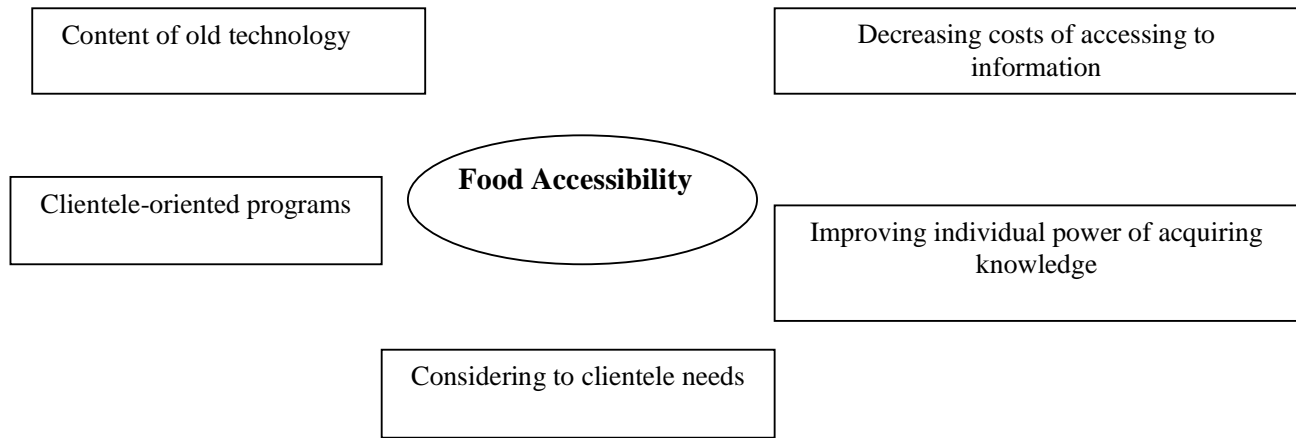 Content of old technology
Decreasing costs of accessing to
information
Food Accessibility
Clientele-oriented programs
Improving individual power of acquiring
knowledge
Considering to clientele needs